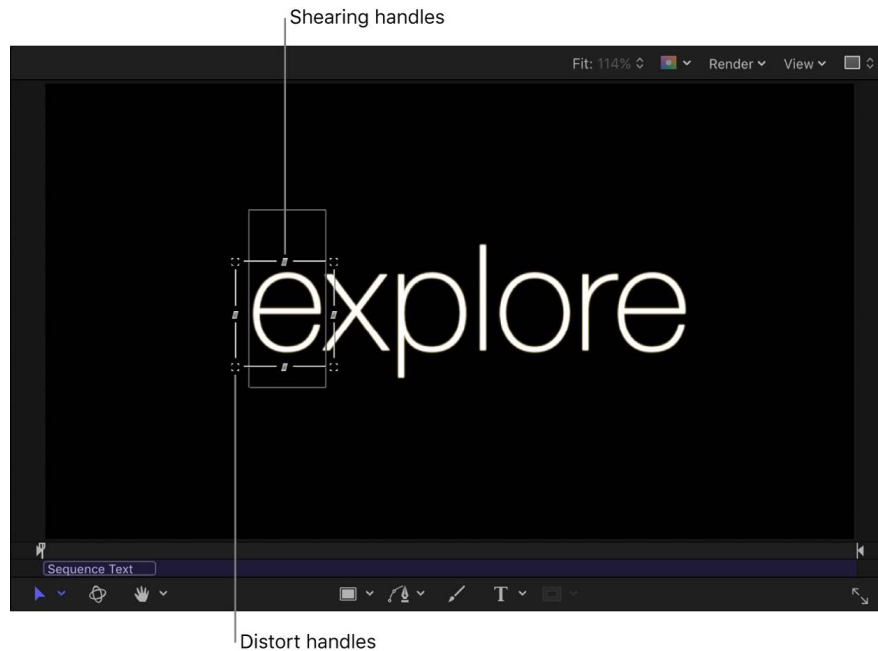 Shearing handles
Fit: 114% Render View
explore
Sequence Text
T
Distort handles